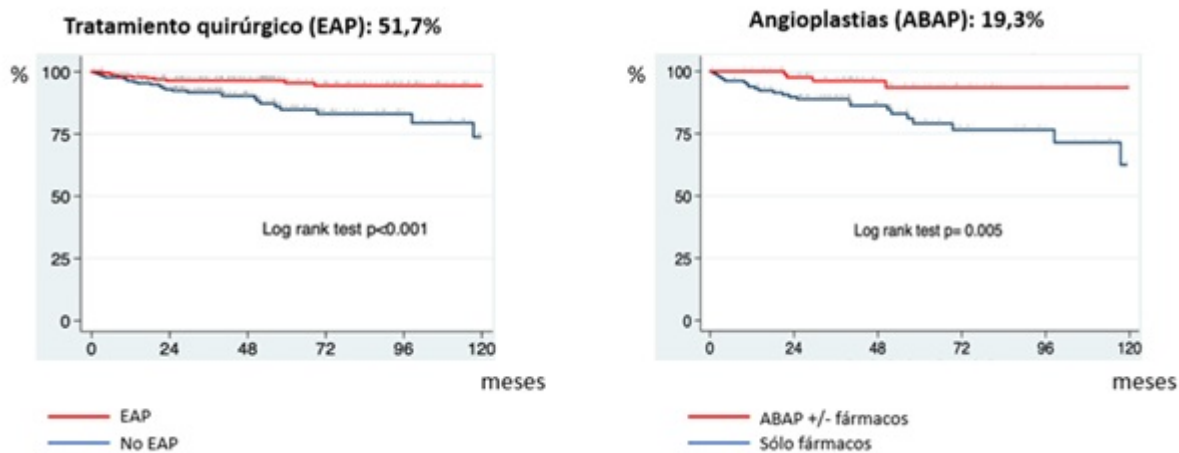 Tratamiento quirúrgico (EAP): 51,7%
%
100
75
50
25
0
Log rank test p<0.001
0 24 48 72 96 120
meses
EAP
No EAP
Angioplastias (ABAP): 19,3%
%
100
75
50
25
0
Log rank test p= 0.005
0 24 48 72 96 120
meses
ABAP +/- fármacos
Sólo fármacos